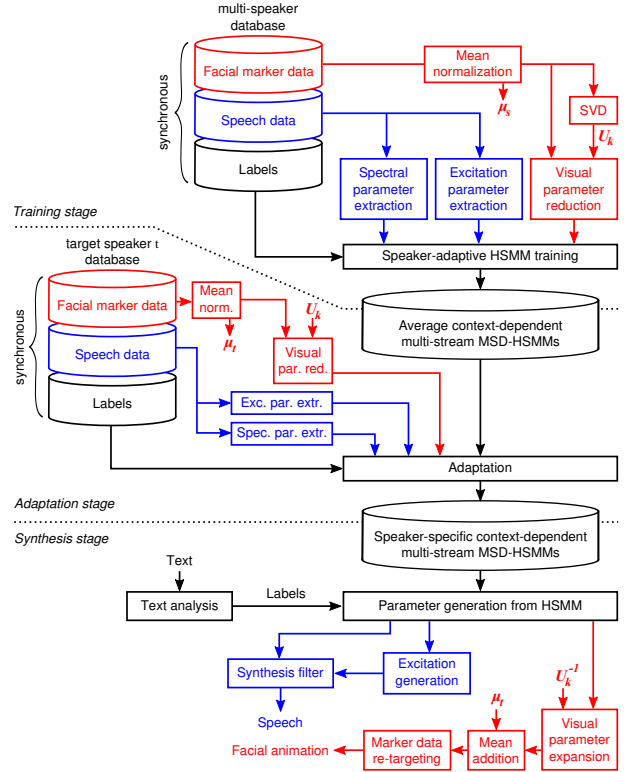 multi-speaker
database
synchronous
Facial marker data
Mean
normalization
μs
SVD
Uk
Speech data
Labels
Spectral
parameter
extraction
Excitation
parameter
extraction
Visual
parameter
reduction
Training stage
Speaker-adaptive HSMM training
target speaker t
database
synchronous
Facial marker data
Mean
norm.
μt
Uk
Average context-dependent
multi-stream MSD-HSMMs
Speech data
Visual
par. red.
Labels
Exc. par. extr.
Spec. par. extr.
Adaptation
Adaptation stage
Synthesis stage
Speaker-specific context-dependent
multi-stream MSD-HSMMs
Text
Text analysis
Labels
Parameter generation from HSMM
Synthesis filter
Excitation
generation
Uk-1
Speech
μt
Visual
parameter
expansion
Mean
addition
Marker data
re-targeting
Facial animation